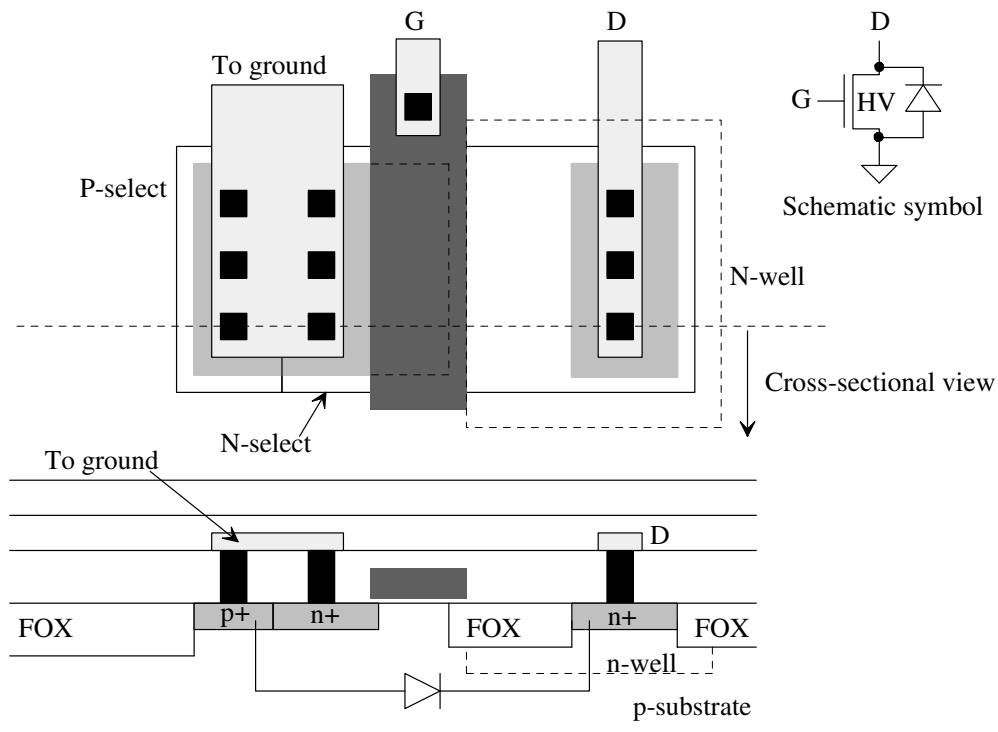 G
D
To ground
D
G
HV
P-select
Schematic symbol
N-well
Cross-sectional view
N-select
To ground
D
p+
n+
n+
FOX
FOX
FOX
n-well
p-substrate